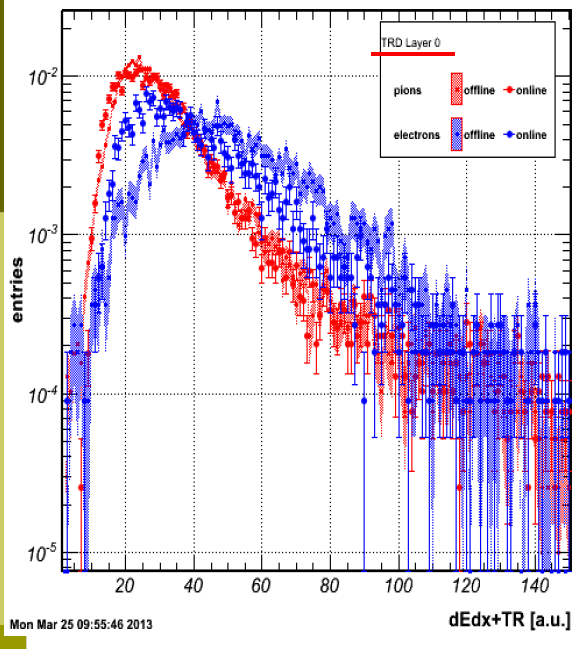 TRD Layer 0
pions offline online
electrons offline online
entries
10-2
10-3
10-4
10-5
20 40 60 80 100 120 140
dEdx+TR [a.u.]
Mon Mar 25 09:55:46 2013